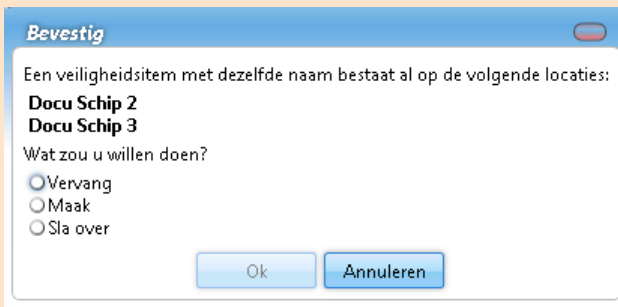 Bevestig
Een veiligheidsitem met dezelfde naam bestaat al op de volgende locaties:
Docu Schip 2
Docu Schip 3
Wat zou u willen doen?
Vervang
Maak
Sla over
Ok Annuleren